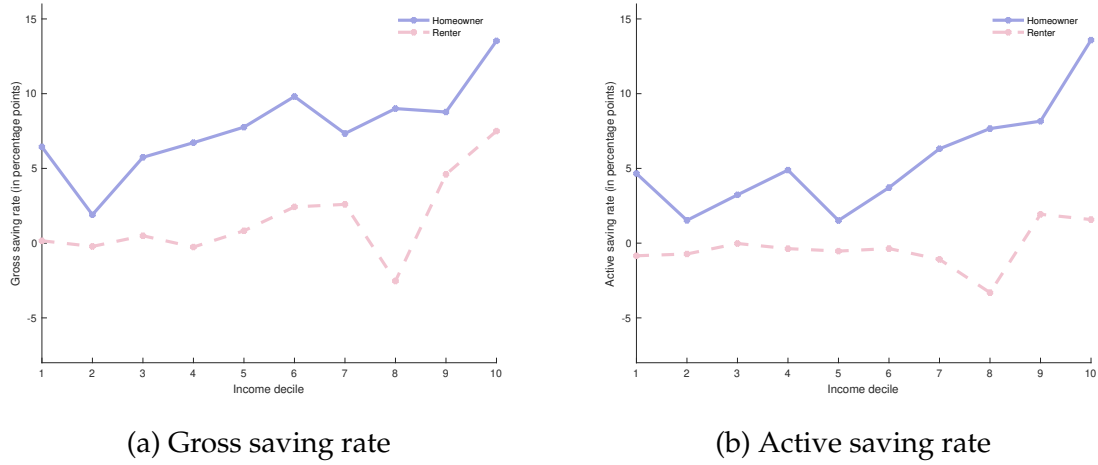 Homeowner
Renter
15
10
5
0
-5
Gross saving rate (in percentage points)
1 2 3 4 5 6 7 8 9 10
Income decile
(a) Gross saving rate
Homeowner
Renter
15
10
5
0
-5
Active saving rate (in percentage points)
1 2 3 4 5 6 7 8 9 10
Income decile
(b) Active saving rate